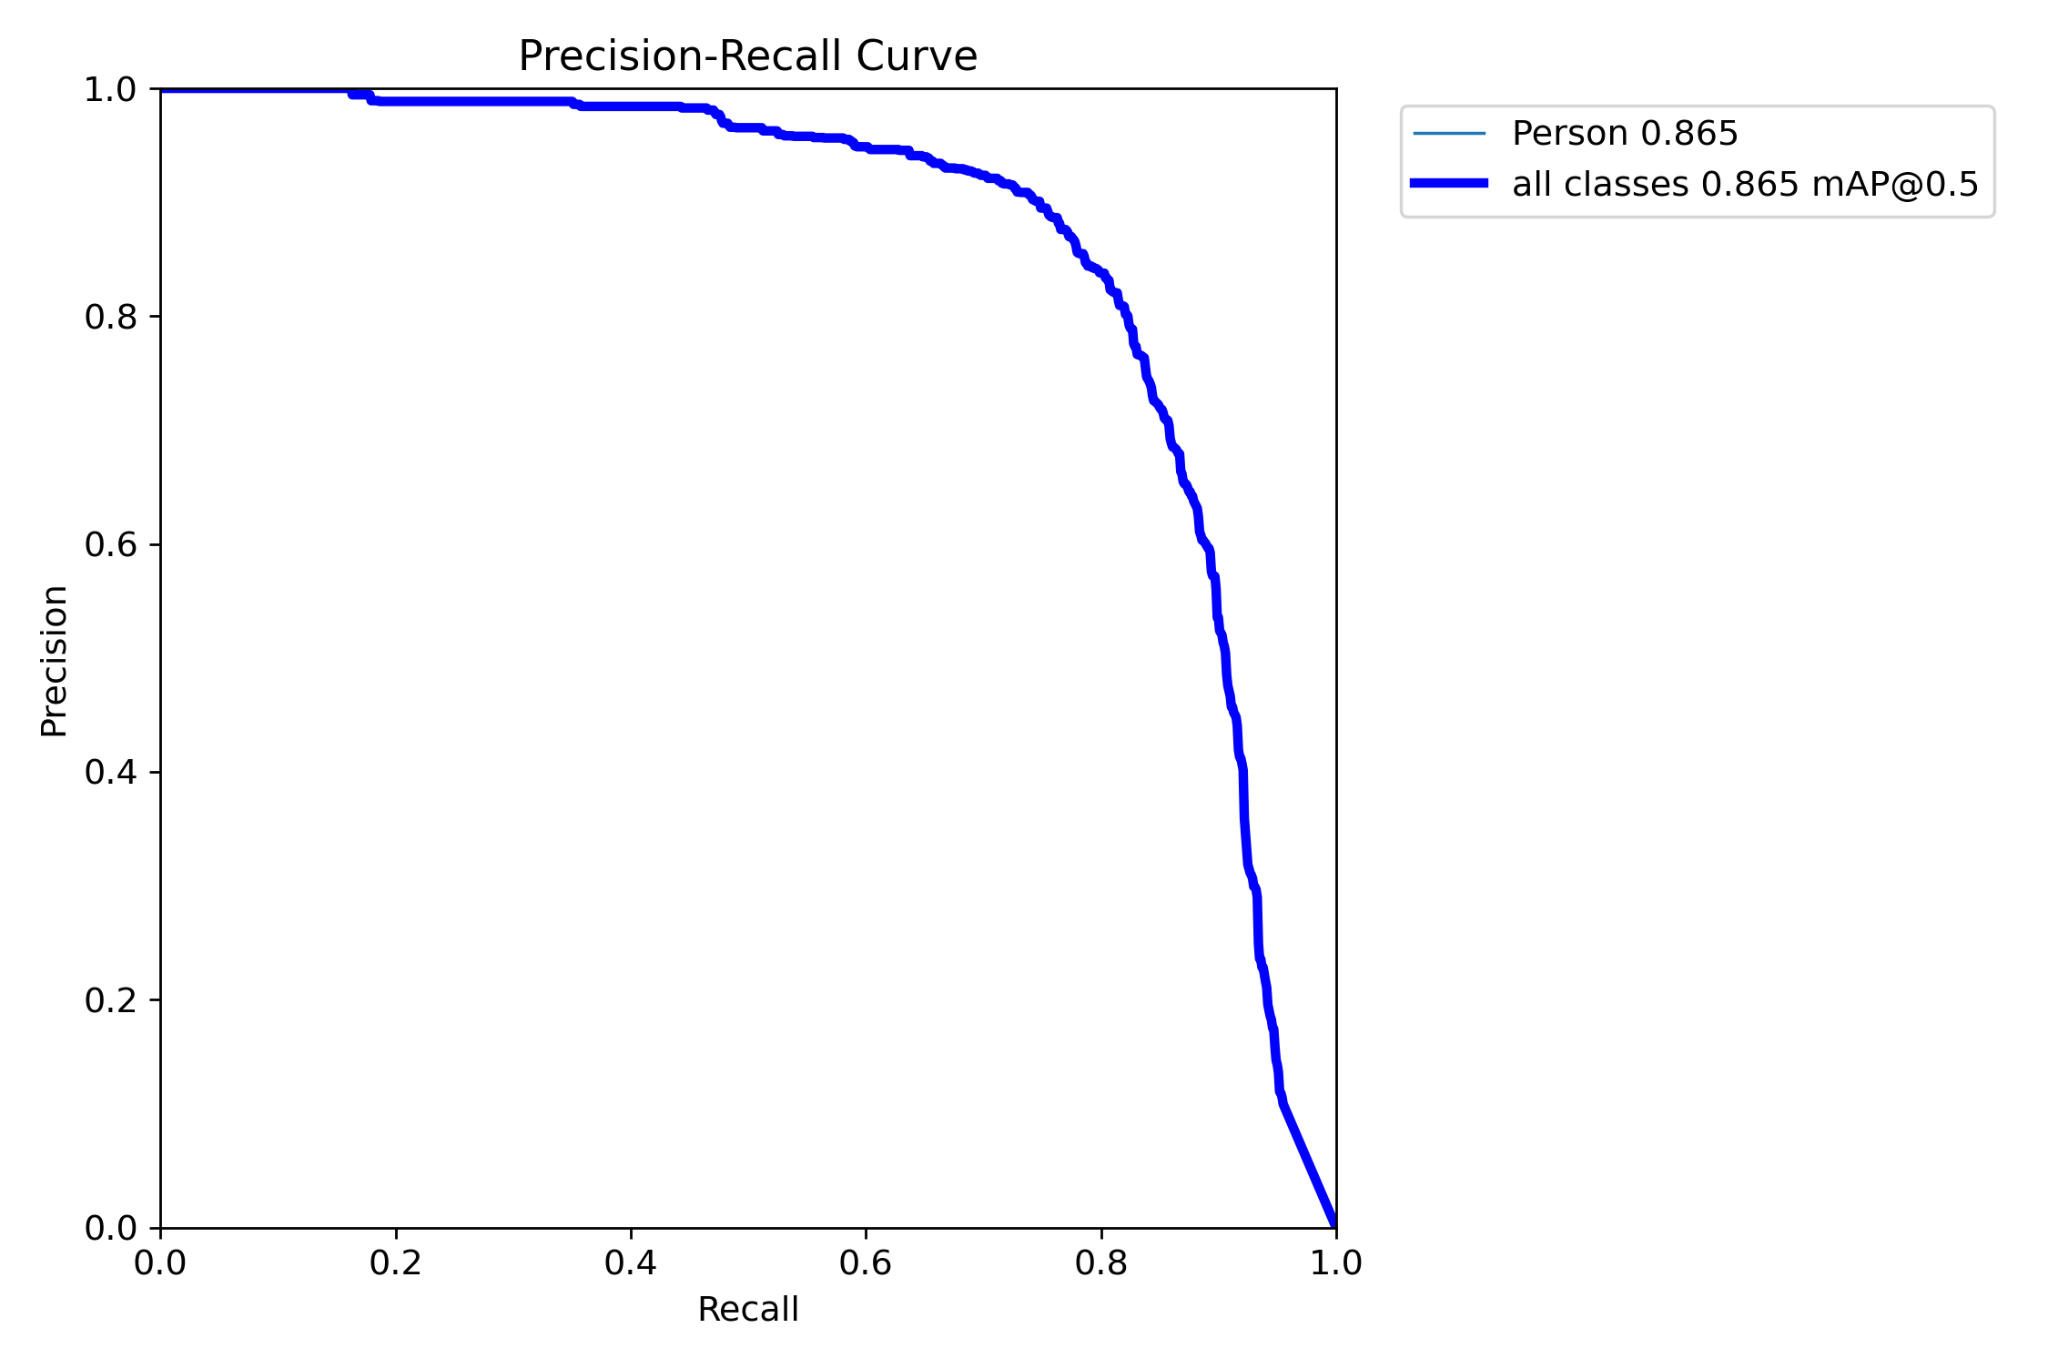 Precision-Recall Curve
Person 0.865
all classes 0.865 mAP@0.5
1.0
0.8
0.6
0.4
0.2
0.0
Precision
0.0 0.2 0.4 0.6 0.8 1.0
Recall